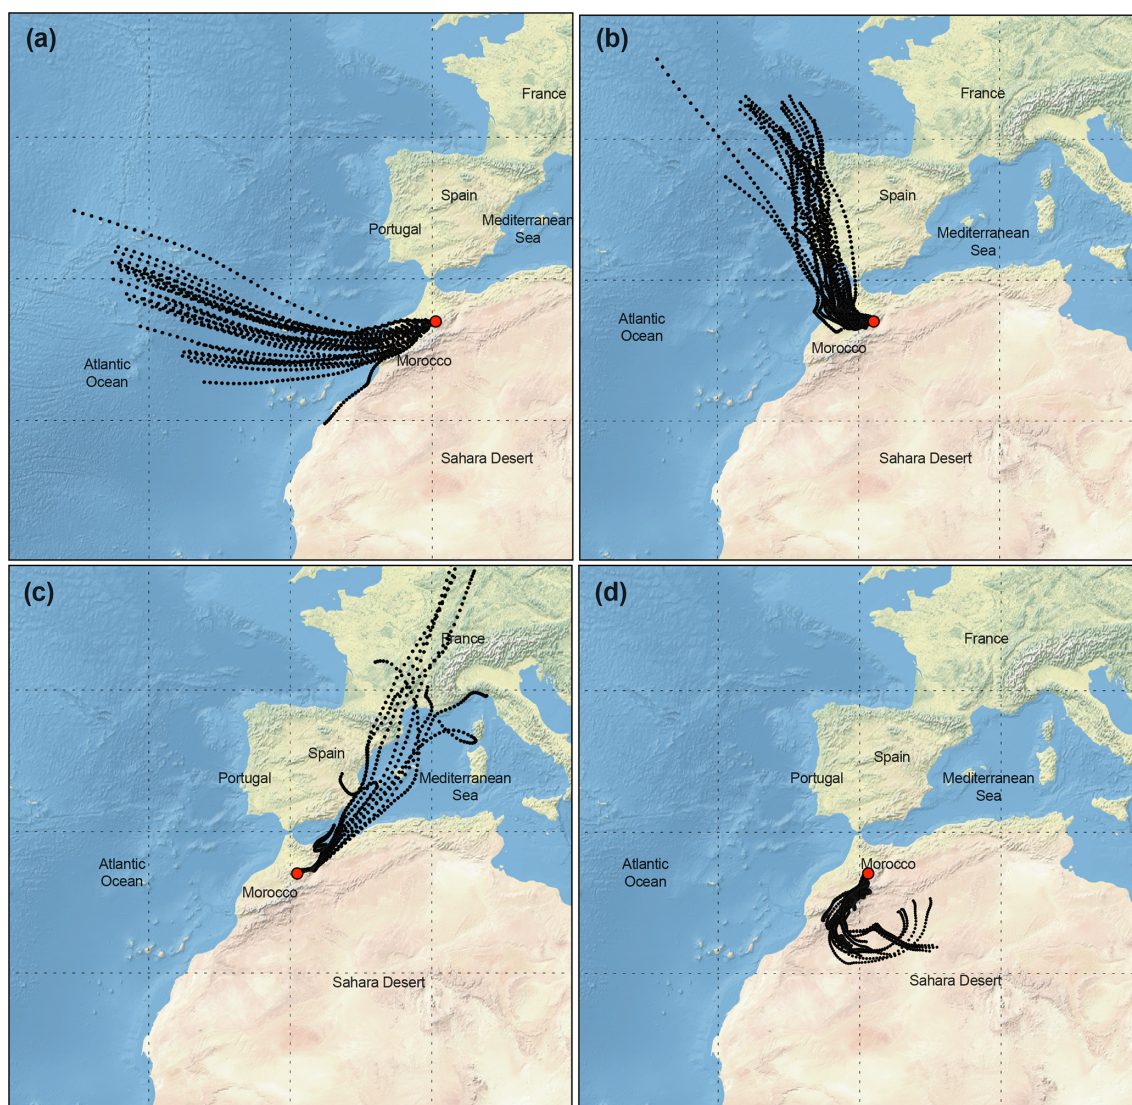 (a)
France
Spain
Portugal
Mediterranean
Sea
Atlantic
Ocean
Morocco
Sahara Desert
(b)
France
Spain
Mediterranean
Sea
Atlantic
Ocean
Morocco
Sahara Desert
(c)
France
Spain
Portugal
Mediterranean
Sea
Atlantic
Ocean
Morocco
Sahara Desert
(d)
France
Spain
Portugal
Mediterranean
Sea
Atlantic
Ocean
Morocco
Sahara Desert